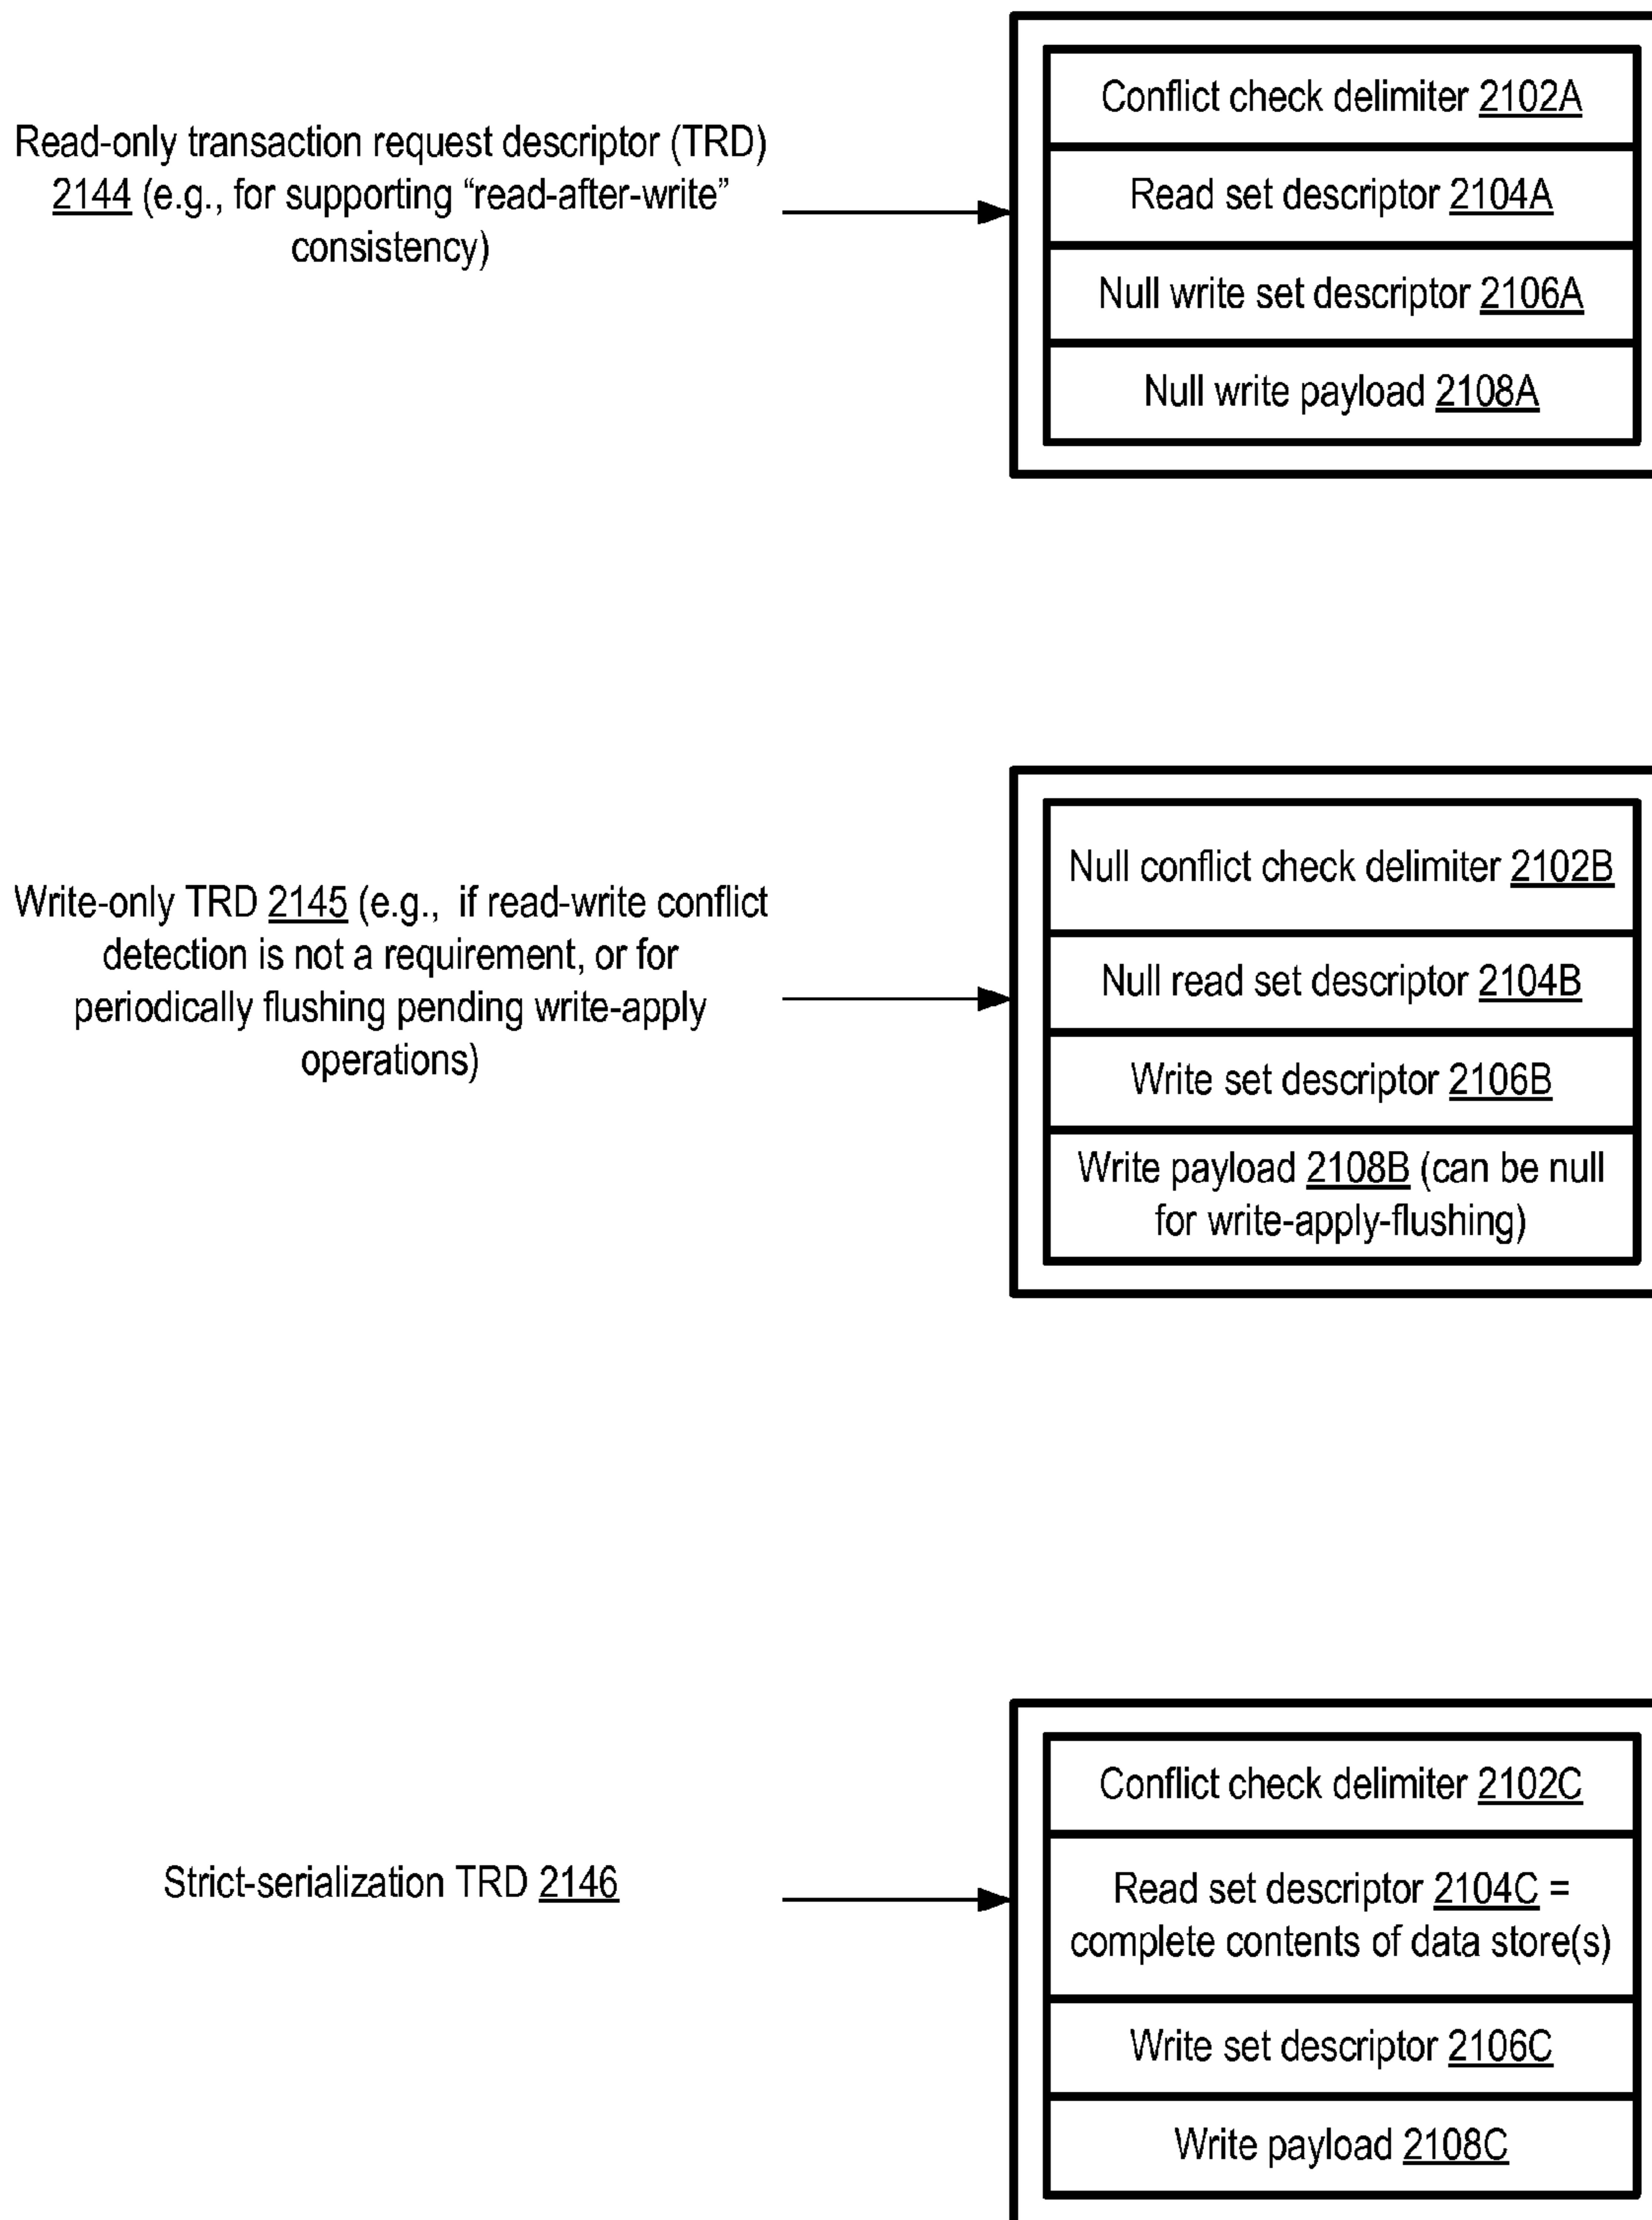 Read-only transaction request descriptor (TRD)
2144 (e.g., for supporting “read-after-write”
consistency)
Conflict check delimiter 2102A
Read set descriptor 2104A
Null write set descriptor 2106A
Null write payload 2108A
Write-only TRD 2145 (e.g., if read-write conflict
detection is not a requirement, or for
periodically flushing pending write-apply
operations)
Null conflict check delimiter 2102B
Null read set descriptor 2104B
Write set descriptor 2106B
Write payload 2108B (can be null
for write-apply-flushing)
Strict-serialization TRD 2146
Conflict check delimiter 2102C
Read set descriptor 2104C =
complete contents of data store(s)
Write set descriptor 2106C
Write payload 2108C